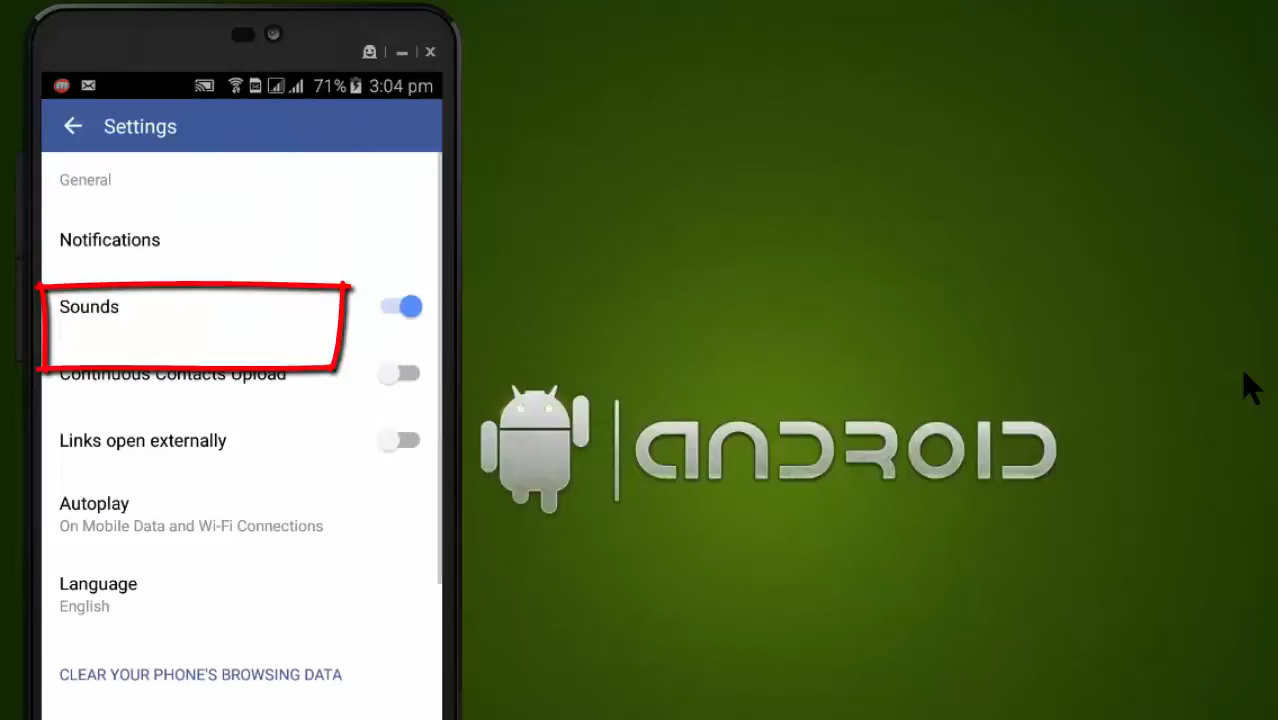 71% 3:04 pm
Settings
General
Notifications
Sounds
Continuous Contacts Upload
Links open externally
Autoplay
On Mobile Data and Wi-Fi Connections
Language
English
CLEAR YOUR PHONE'S BROWSING DATA
ANDROID